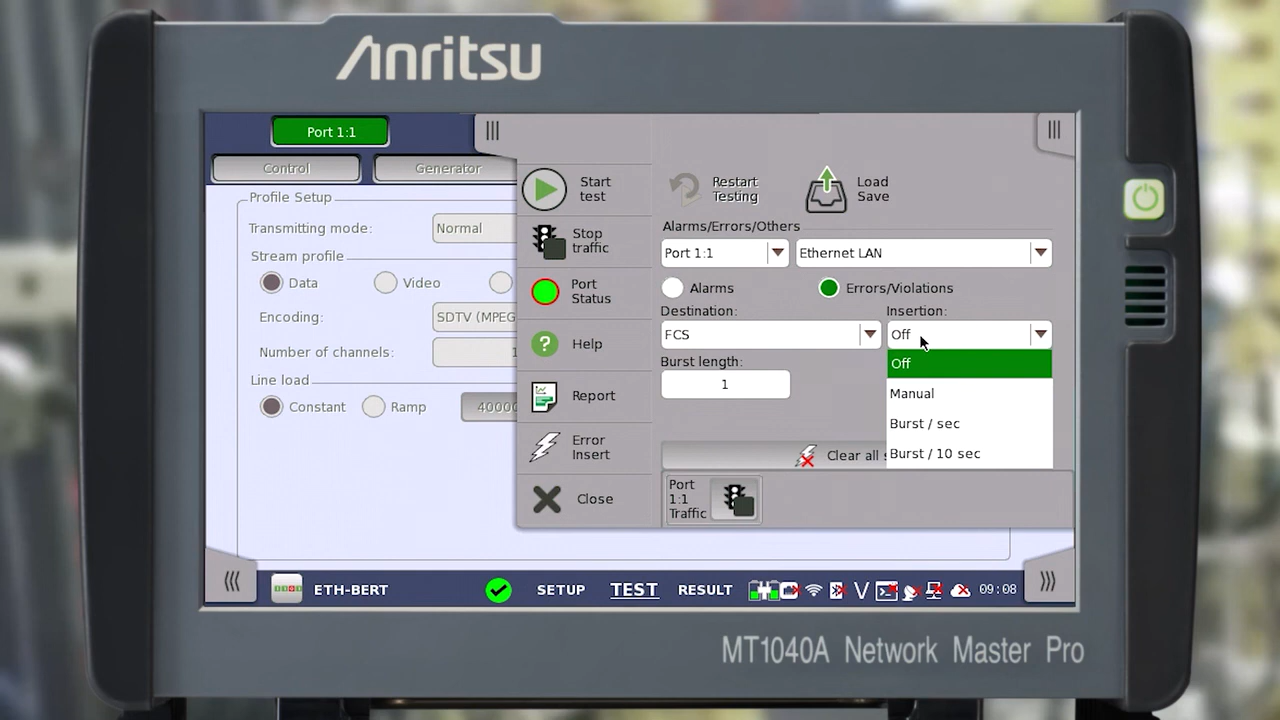 Anritsu
Port 1:1
Control
Generator
Profile Setup
Transmitting mode:
Normal
Stream profile
Data
Video
Encoding:
SDTV (MPEG
Number of channels:
1
Line load
Constant
Ramp
40000
Start
test
Stop
traffic
Port
Status
Help
Report
Error
Insert
Close
Restart
Testing
Load
Save
Alarms/Errors/Others
Port 1:1
Ethernet LAN
Alarms
Errors/Violations
Destination:
Insertion:
FCS
Off
Burst length:
1
Off
Manual
Burst / sec
Burst / 10 sec
Clear all s
Port
1:1
Traffic
ETH-BERT
SETUP
TEST
RESULT
V
09:08
MT1040A Network Master Pro